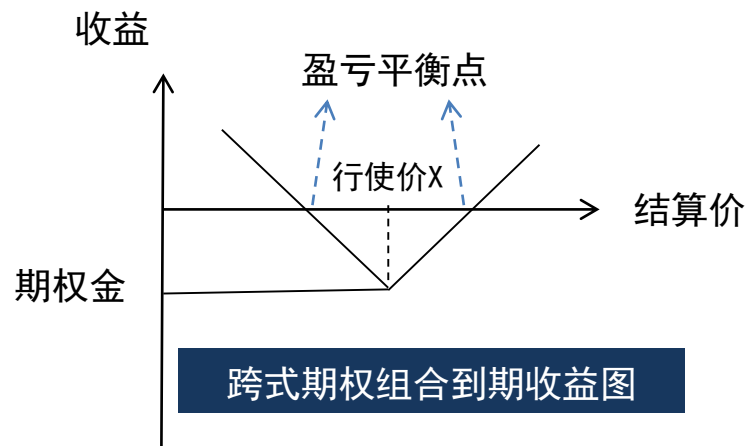 收益
盈亏平衡点
行使价X
结算价
期权金
跨式期权组合到期收益图